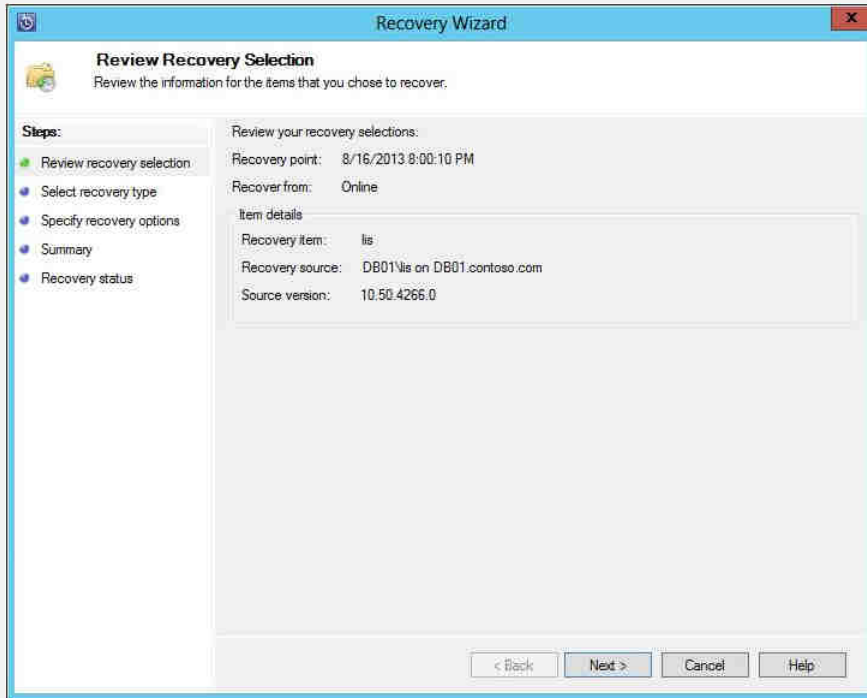 Recovery Wizard
x
Review Recovery Selection
Review the information for the items that you chose to recover.
Steps:
Review recovery selection
Select recovery type
Specify recovery options
Summary
Recovery status
Review your recovery selections.
Recovery point: 8/16/2013 8:00:10 PM
Recover from: Online
Item details
Recovery item: lis
Recovery source: DB01\lis on DB01.contoso.com
Source version: 10.50.4266.0
< Back Next > Cancel Help